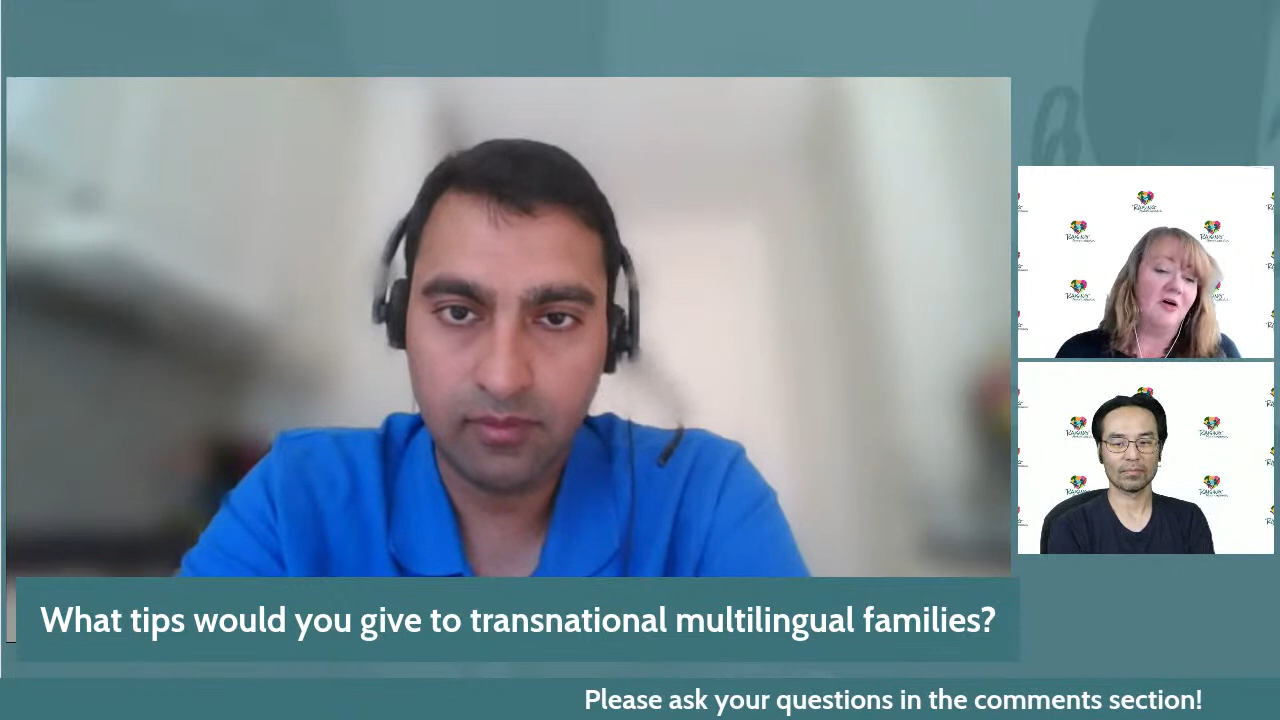 What tips would you give to transnational multilingual families?
Please ask your questions in the comments section!